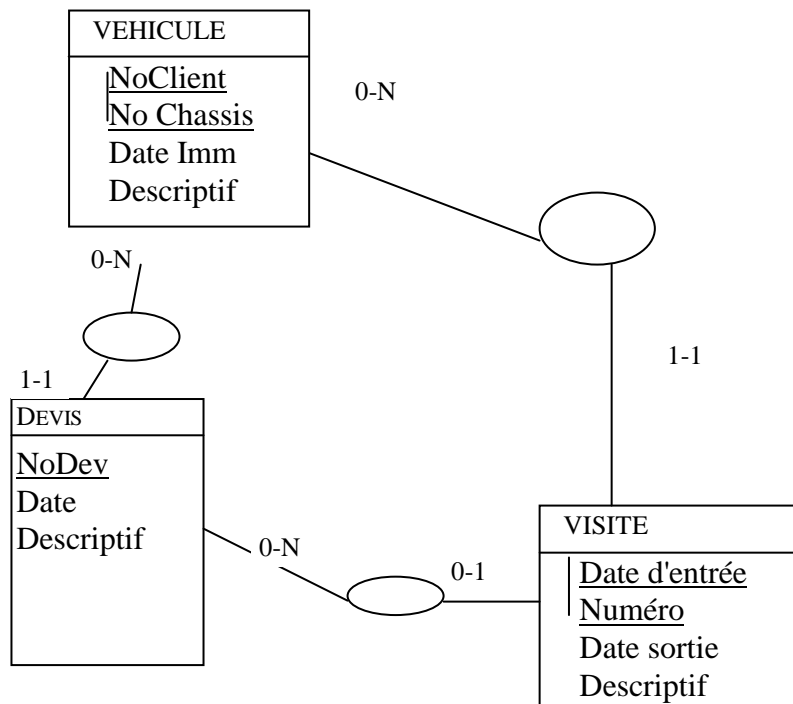 VEHICULE
NoClient
No Chassis
Date Imm
Descriptif
0-N
0-N
1-1
1-1
DEVIS
NoDev
Date
Descriptif
0-N
0-1
VISITE
Date d'entrée
Numéro
Date sortie
Descriptif